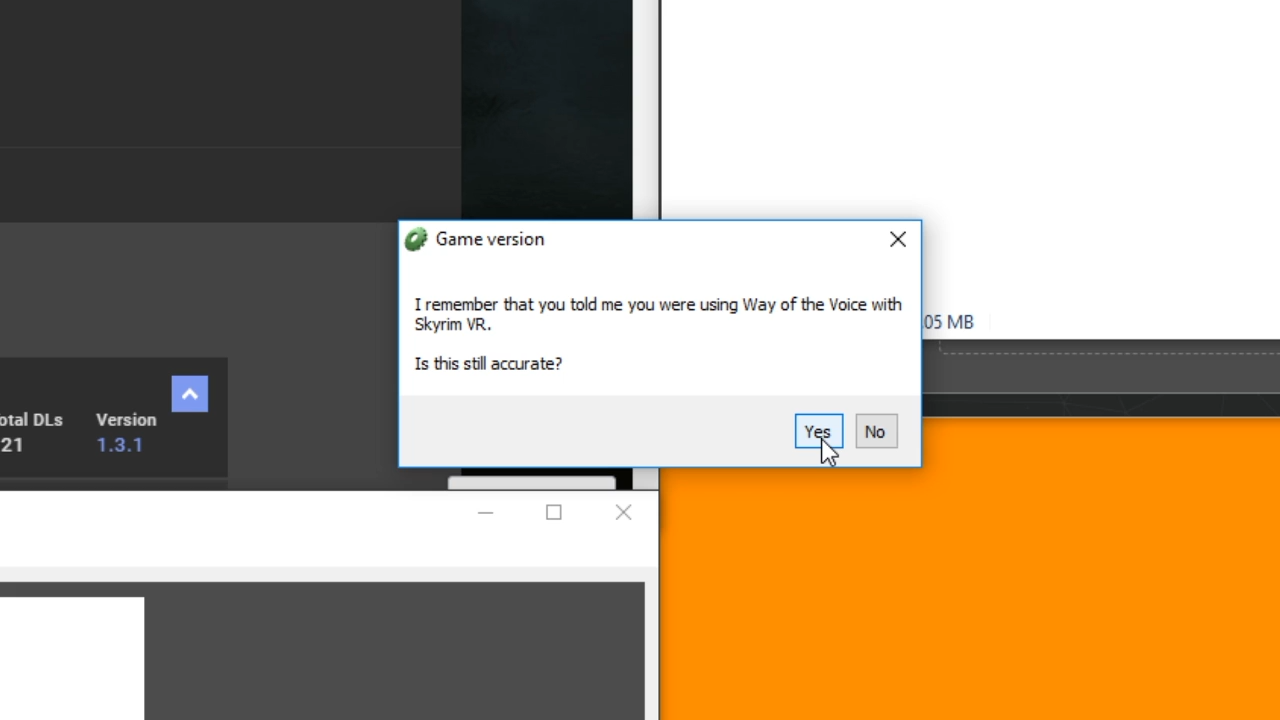 Game version
I remember that you told me you were using Way of the Voice with
Skyrim VR.
Is this still accurate?
Yes
No
05 MB
otal DLs
Version
21
1.3.1